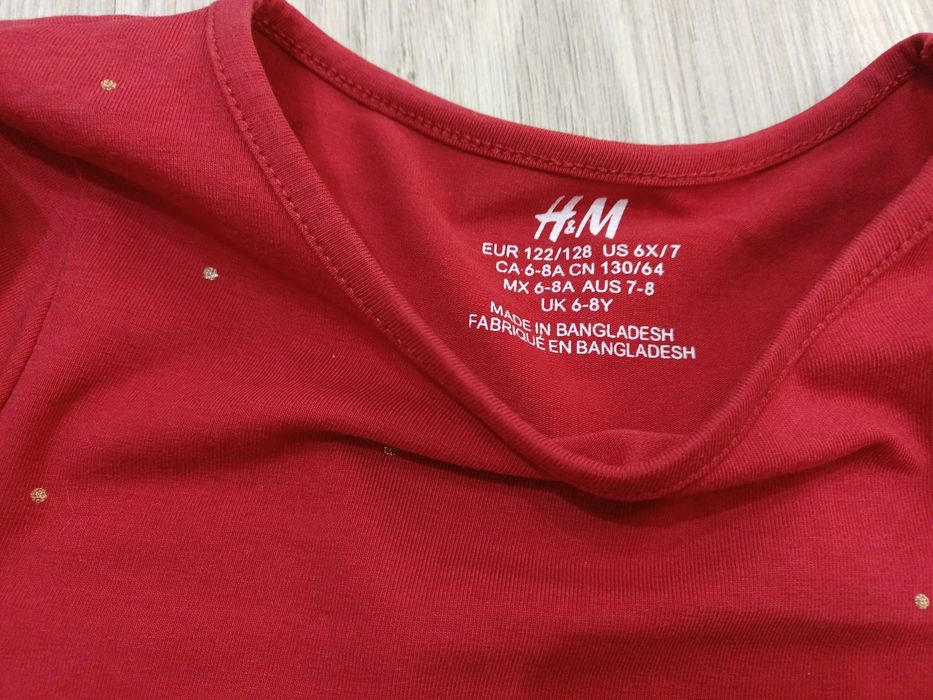 H&M
EUR 122/128 US 6X/7
CA 6-8A CN 130/64
MX 6-8A AUS 7-8
UK 6-8Y
MADE IN BANGLADESH
FABRIQUÉ EN BANGLADESH